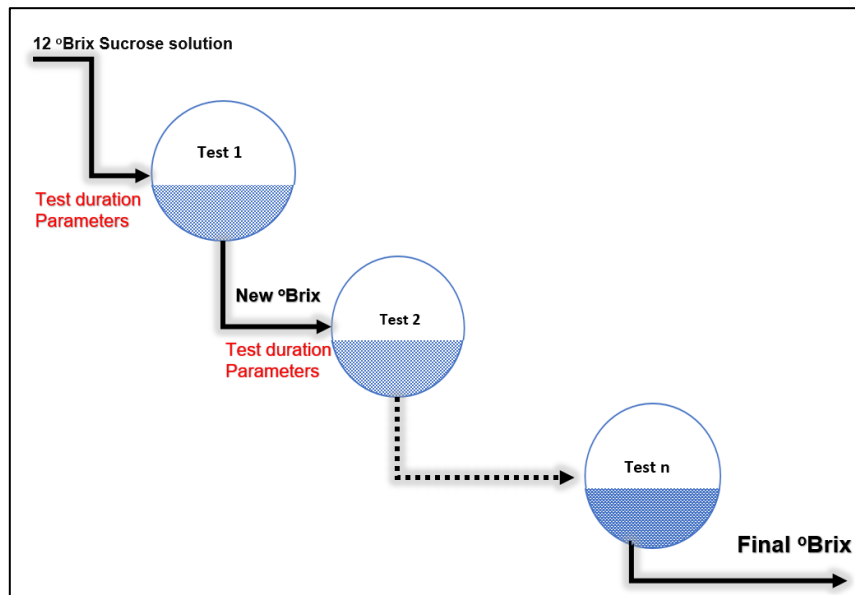 12 ºBrix Sucrose solution
Test 1
Test duration
Parameters
New ºBrix
Test 2
Test duration
Parameters
Test n
Final ºBrix